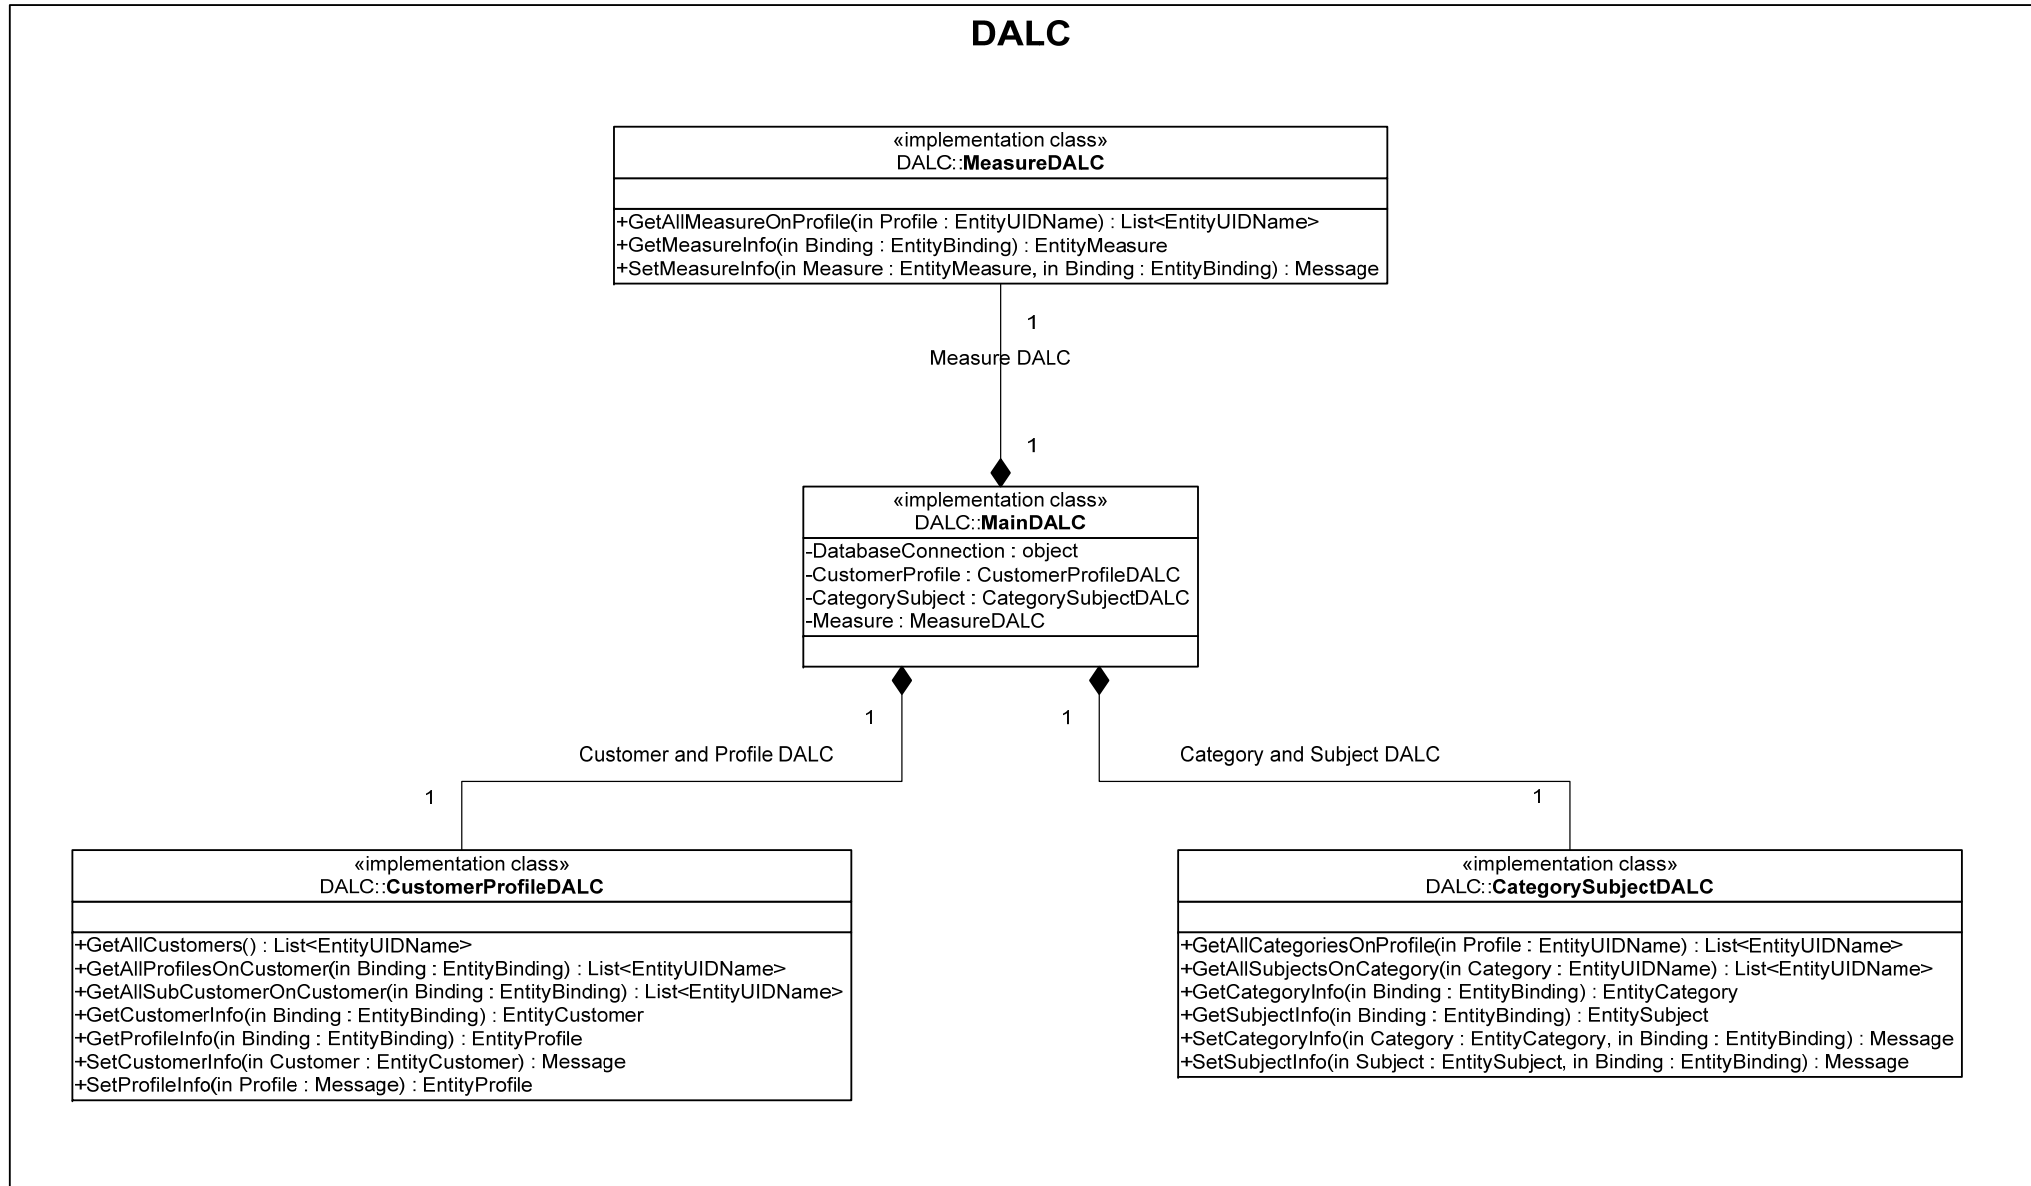 DALC
«implementation class»
DALC::MeasureDALC
+GetAllMeasureOnProfile(in Profile : EntityUIDName) : List<EntityUIDName>
+GetMeasureInfo(in Binding : EntityBinding) : EntityMeasure
+SetMeasureInfo(in Measure : EntityMeasure, in Binding : EntityBinding) : Message
1
Measure DALC
1
«implementation class»
DALC::MainDALC
-DatabaseConnection : object
-CustomerProfile : CustomerProfileDALC
-CategorySubject : CategorySubjectDALC
-Measure : MeasureDALC
1
1
Customer and Profile DALC
Category and Subject DALC
1
1
«implementation class»
DALC::CustomerProfileDALC
+GetAllCustomers() : List<EntityUIDName>
+GetAllProfilesOnCustomer(in Binding : EntityBinding) : List<EntityUIDName>
+GetAllSubCustomerOnCustomer(in Binding : EntityBinding) : List<EntityUIDName>
+GetCustomerInfo(in Binding : EntityBinding) : EntityCustomer
+GetProfileInfo(in Binding : EntityBinding) : EntityProfile
+SetCustomerInfo(in Customer : EntityCustomer) : Message
+SetProfileInfo(in Profile : Message) : EntityProfile
«implementation class»
DALC::CategorySubjectDALC
+GetAllCategoriesOnProfile(in Profile : EntityUIDName) : List<EntityUIDName>
+GetAllSubjectsOnCategory(in Category : EntityUIDName) : List<EntityUIDName>
+GetCategoryInfo(in Binding : EntityBinding) : EntityCategory
+GetSubjectInfo(in Binding : EntityBinding) : EntitySubject
+SetCategoryInfo(in Category : EntityCategory, in Binding : EntityBinding) : Message
+SetSubjectInfo(in Subject : EntitySubject, in Binding : EntityBinding) : Message